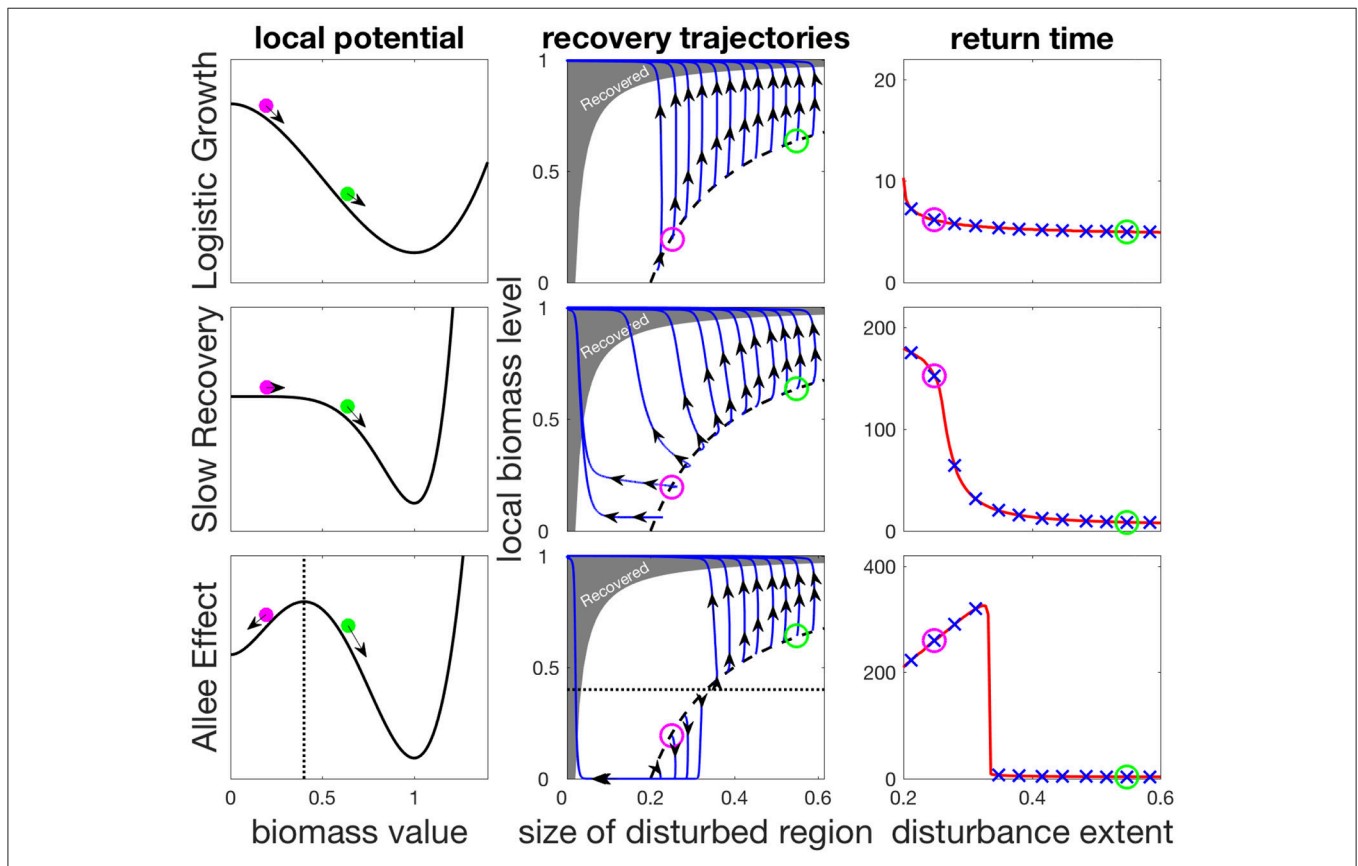 local potential
recovery trajectories
return time
Logistic Growth
Recovered
1
0.5
0
20
10
0
Slow Recovery
local biomass level
Recovered
1
0.5
0
200
100
0
Allee Effect
Recovered
1
0.5
0
400
200
0
0 0.5 1
0 0.2 0.4 0.6
0.2 0.4 0.6
biomass value
size of disturbed region
disturbance extent